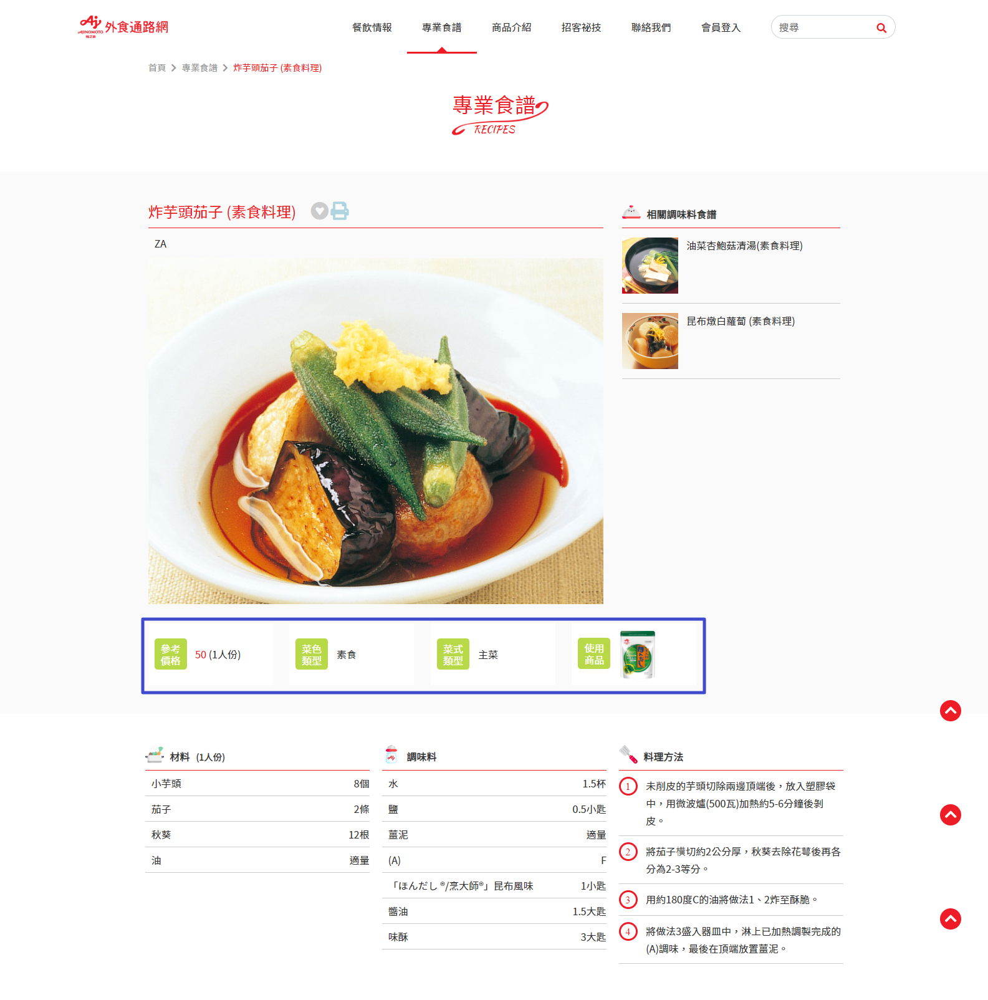 AJINOMOTO
味之素
外食通路網
餐飲情報
專業食譜
商品介紹
招客祕技
聯絡我們
會員登入
搜尋
首頁 專業食譜 炸芋頭茄子 (素食料理)
專業食譜
RECIPES
炸芋頭茄子 (素食料理)
ZA
相關調味料食譜
油菜杏鮑菇清湯(素食料理)
昆布燉白蘿蔔 (素食料理)
參考
價格
50 (1人份)
菜色
類型
素食
菜式
類型
主菜
使用
商品
ほんだし
材料 (1人份)
小芋頭 8個
茄子 2條
秋葵 12根
油 適量
調味料
水 1.5杯
鹽 0.5小匙
薑泥 適量
(A) F
「ほんだし®/烹大師®」昆布風味 1小匙
醬油 1.5大匙
味酥 3大匙
料理方法
1 未削皮的芋頭切除兩邊頂端後，放入塑膠袋
中，用微波爐(500瓦)加熱約5-6分鐘後剝
皮。
2 將茄子橫切約2公分厚，秋葵去除花萼後再各
分為2-3等分。
3 用約180度C的油將做法1、2炸至酥脆。
4 將做法3盛入器皿中，淋上已加熱調製完成的
(A)調味，最後在頂端放置薑泥。